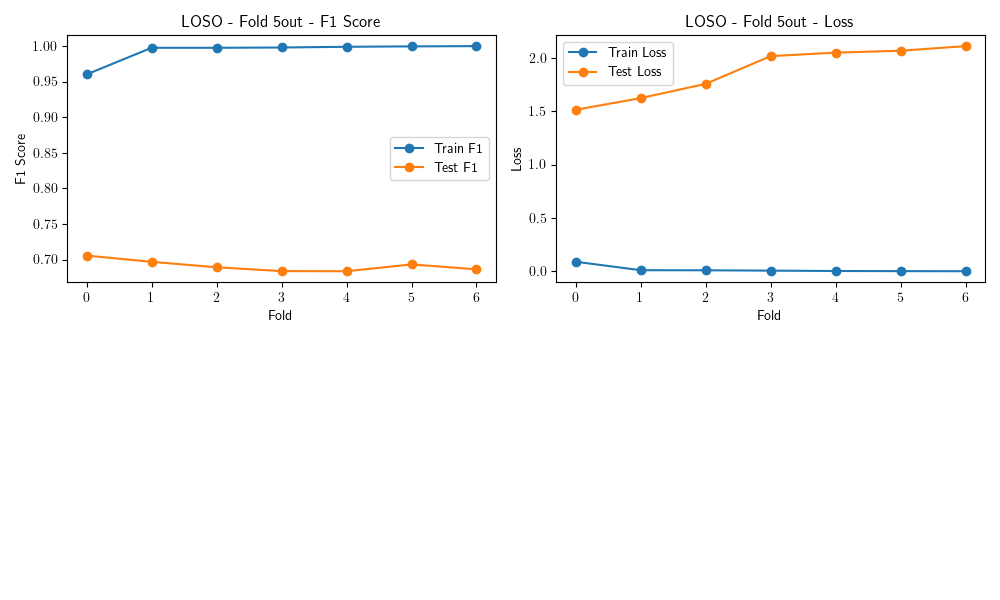 LOSO - Fold 5out - F1 Score
1.00
0.95
0.90
0.85
0.80
0.75
0.70
F1 Score
Train F1
Test F1
0 1 2 3 4 5 6
Fold
LOSO - Fold 5out - Loss
2.0
1.5
1.0
0.5
0.0
Loss
Train Loss
Test Loss
0 1 2 3 4 5 6
Fold